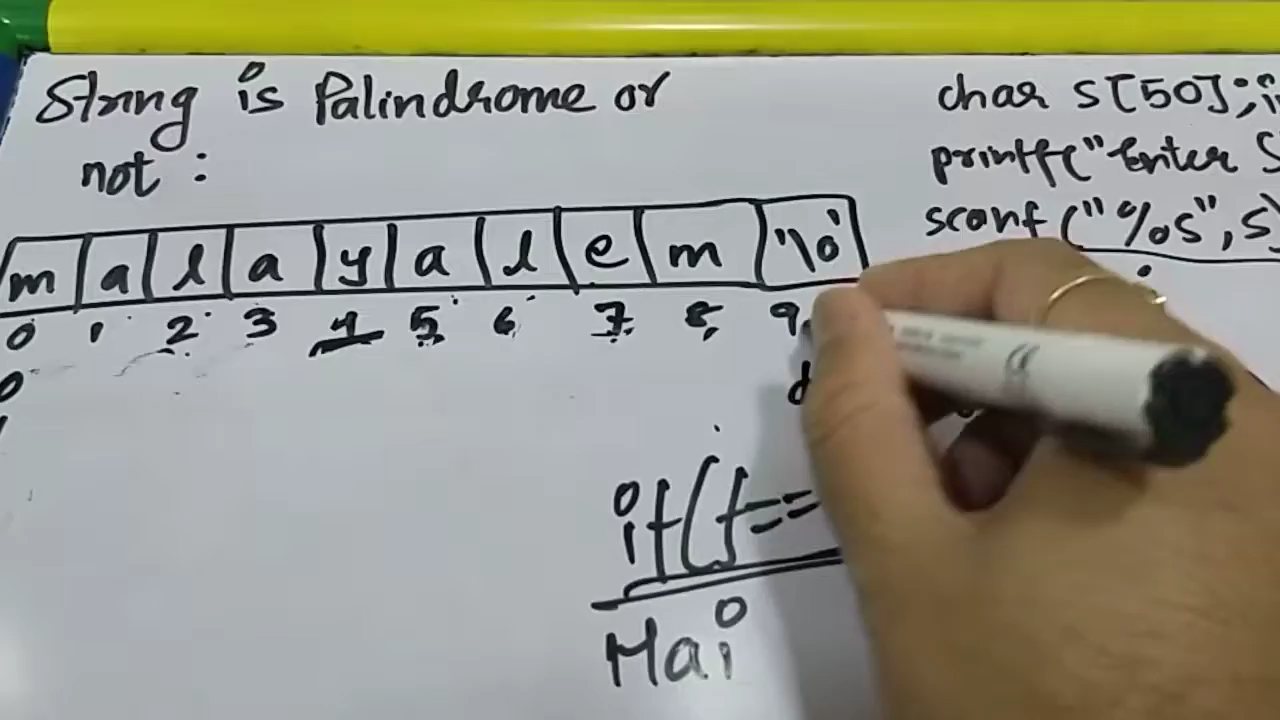 String is Palindrome or
not :
char s[50];
printf("Enter S
scanf ("%s",s)
m a l a y a l e m '\0'
0 1 2 3 4 5 6 7 8 9
0
if(f==
Mai